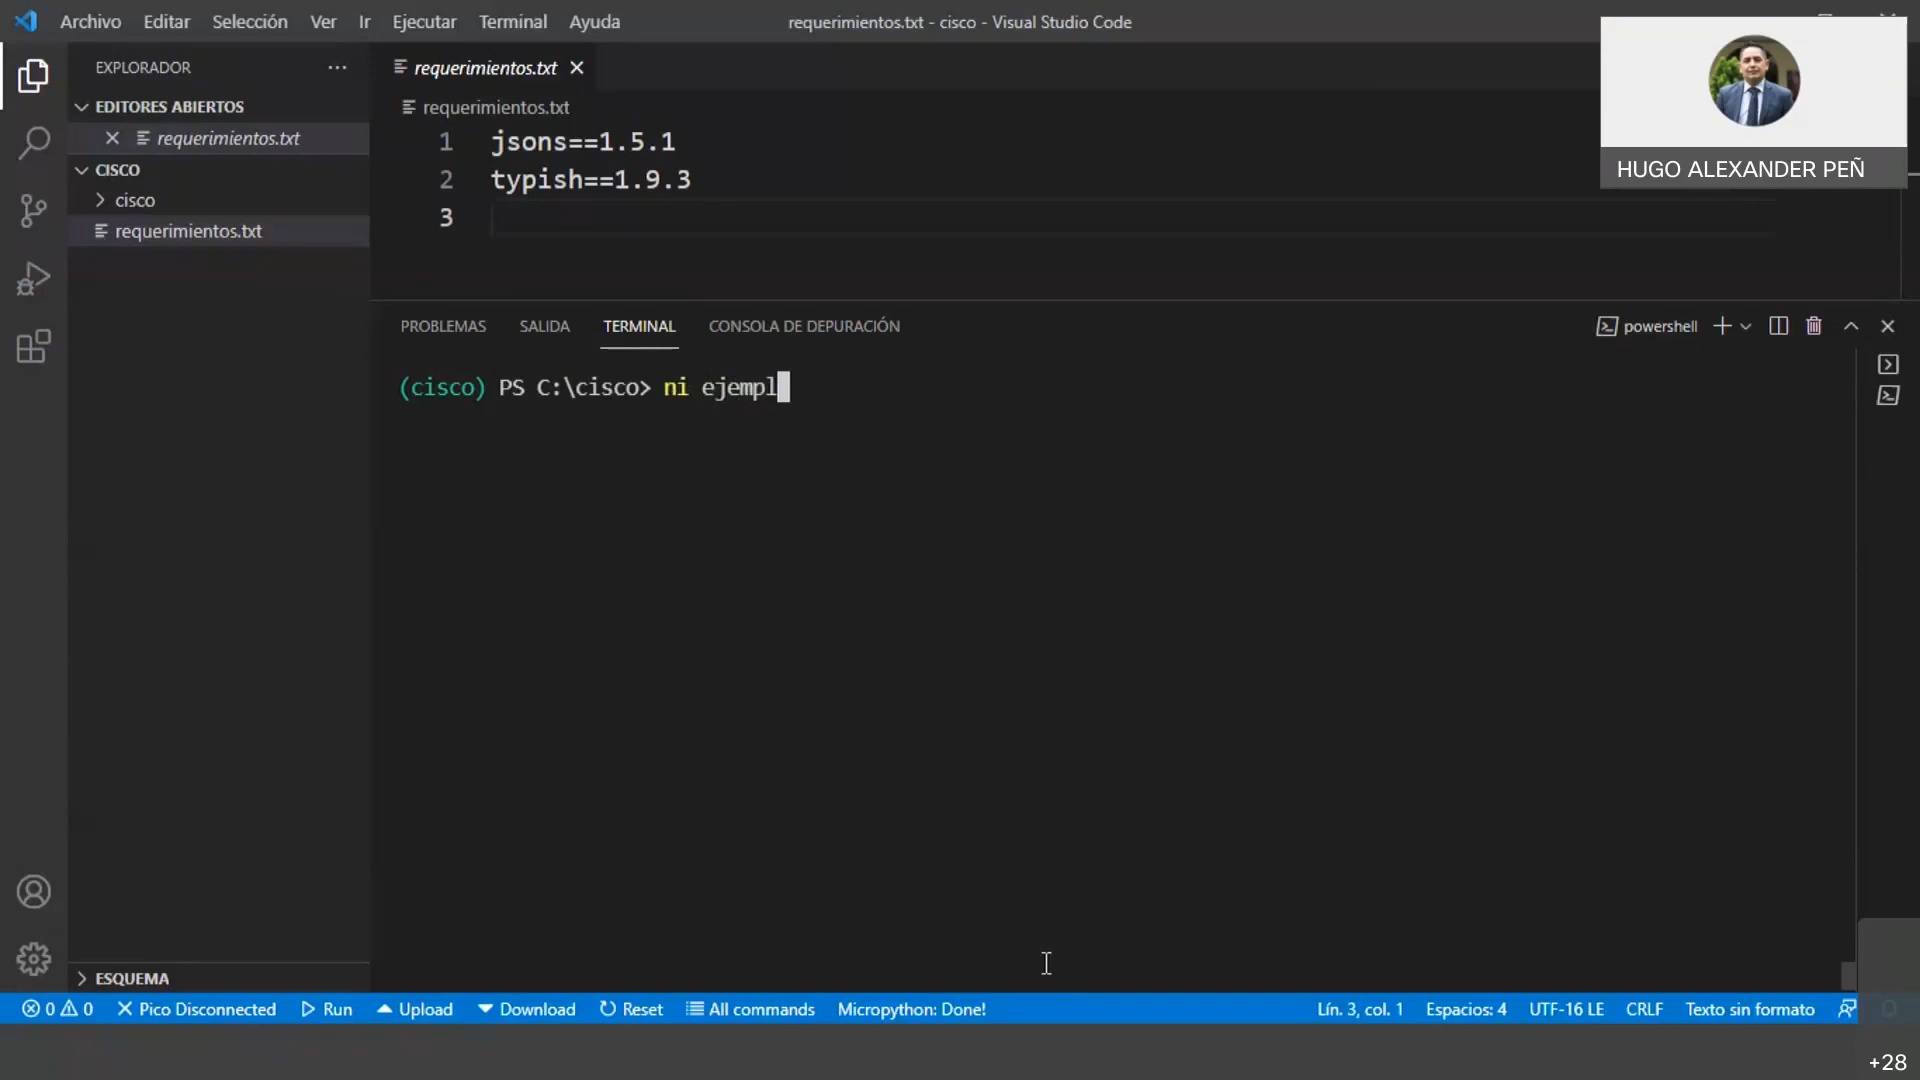 Archivo Editar Selección Ver Ir Ejecutar Terminal Ayuda
requerimientos.txt - cisco - Visual Studio Code
HUGO ALEXANDER PEÑ
EXPLORADOR
EDITORES ABIERTOS
requerimientos.txt
CISCO
cisco
requerimientos.txt
ESQUEMA
requerimientos.txt
requerimientos.txt
1 jsons==1.5.1
2 typish==1.9.3
3
PROBLEMAS SALIDA TERMINAL CONSOLA DE DEPURACIÓN
powershell
(cisco) PS C:\cisco> ni ejempl
0 0 Pico Disconnected Run Upload Download Reset All commands Micropython: Done!
Lín. 3, col. 1 Espacios: 4 UTF-16 LE CRLF Texto sin formato
+28